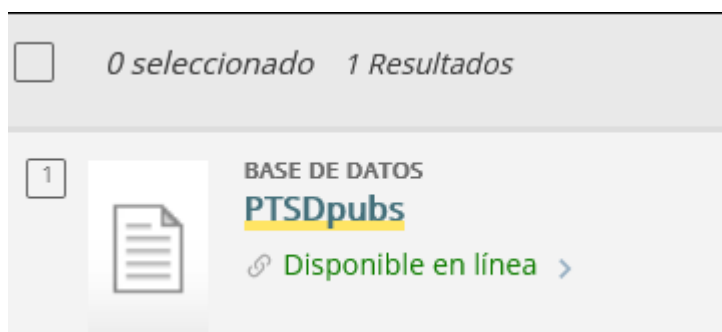 0 seleccionado 1 Resultados
1
BASE DE DATOS
PTSDpubs
Disponible en línea >